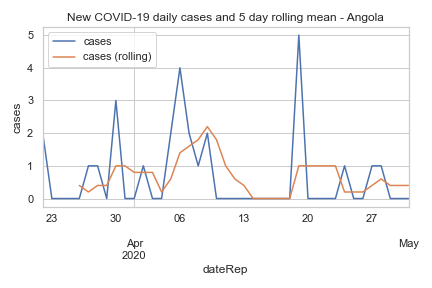 New COVID-19 daily cases and 5 day rolling mean - Angola
cases
cases (rolling)
cases
5
4
3
2
1
0
23
30
06
13
20
27
Apr
2020
May
dateRep